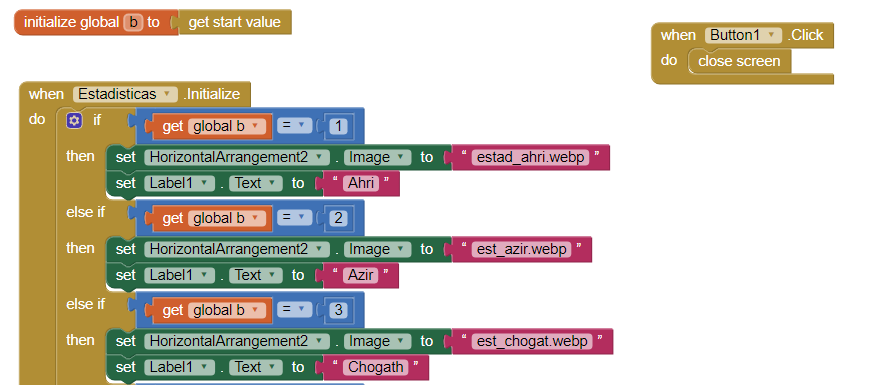 initialize global b to get start value
when Button1 .Click
do close screen
when Estadisticas .Initialize
do if get global b = 1
then set HorizontalArrangement2 . Image to " estad_ahri.webp "
set Label1 . Text to " Ahri "
else if get global b = 2
then set HorizontalArrangement2 . Image to " est_azir.webp "
set Label1 . Text to " Azir "
else if get global b = 3
then set HorizontalArrangement2 . Image to " est_chogat.webp "
set Label1 . Text to " Chogath "